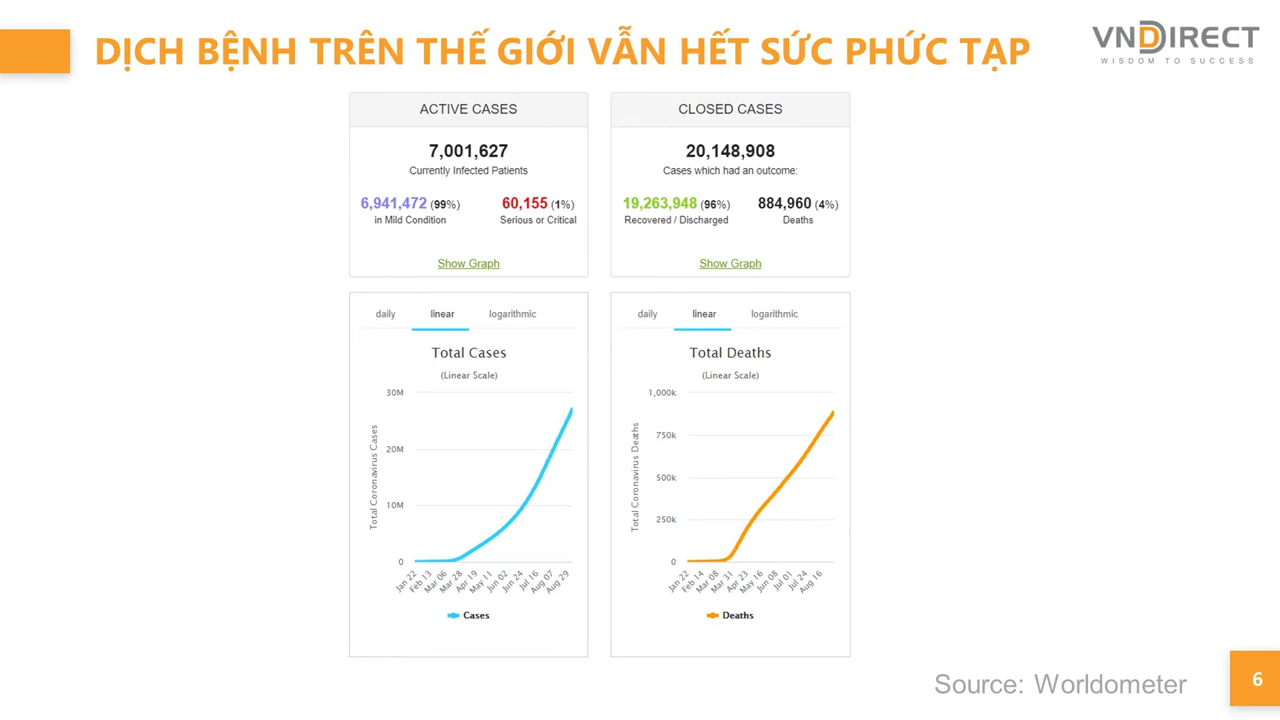 DỊCH BỆNH TRÊN THẾ GIỚI VẪN HẾT SỨC PHỨC TẠP
VNDIRECT
WISDOM TO SUCCESS
ACTIVE CASES
7,001,627
Currently Infected Patients
6,941,472 (99%)
in Mild Condition
60,155 (1%)
Serious or Critical
Show Graph
CLOSED CASES
20,148,908
Cases which had an outcome:
19,263,948 (96%)
Recovered / Discharged
884,960 (4%)
Deaths
Show Graph
daily linear logarithmic
Total Cases
(Linear Scale)
Total Coronavirus Cases
30M
20M
10M
0
Jan 22
Feb 13
Mar 06
Mar 28
Apr 19
May 11
Jun 02
Jun 24
Jul 16
Aug 07
Aug 29
Cases
daily linear logarithmic
Total Deaths
(Linear Scale)
Total Coronavirus Deaths
1,000k
750k
500k
250k
0
Jan 22
Feb 14
Mar 08
Mar 31
Apr 23
May 16
Jun 08
Jul 01
Jul 24
Aug 16
Deaths
Source: Worldometer
6